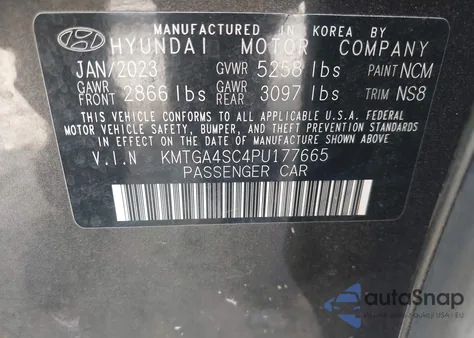 MANUFACTURED IN KOREA BY
HYUNDAI MOTOR COMPANY
JAN/2023 GVWR 5258 lbs PAINT NCM
GAWR FRONT 2866 lbs GAWR REAR 3097 lbs TRIM NS8
THIS VEHICLE CONFORMS TO ALL APPLICABLE U.S.A. FEDERAL
MOTOR VEHICLE SAFETY, BUMPER, AND THEFT PREVENTION
STANDARDS IN EFFECT ON THE DATE OF MANUFACTURE SHOWN ABOVE.
V.I.N KMTGA4SC4PU177665
PASSENGER CAR
autoSnap